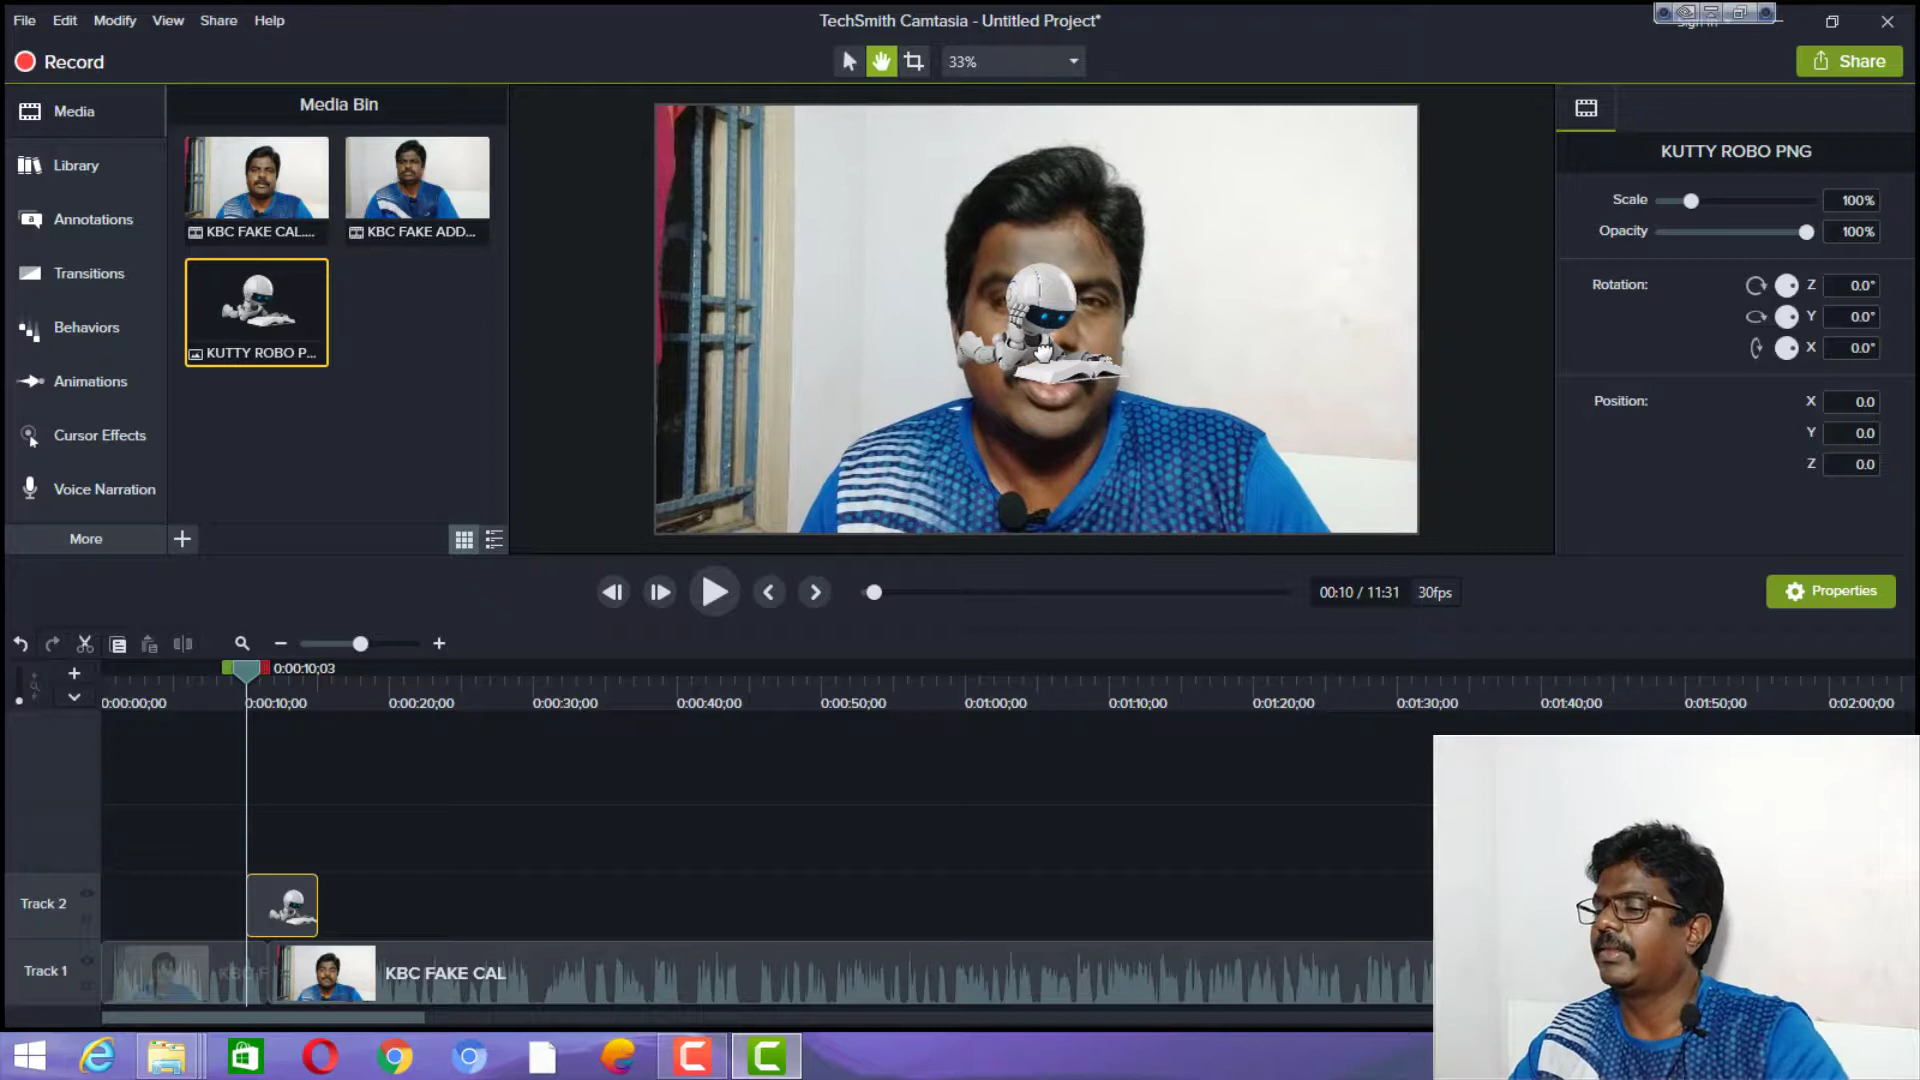 File Edit Modify View Share Help
TechSmith Camtasia - Untitled Project*
Record
33%
Share
Media
Library
Annotations
Transitions
Behaviors
Animations
Cursor Effects
Voice Narration
More
Media Bin
KBC FAKE CAL....
KBC FAKE ADD...
KUTTY ROBO P...
KUTTY ROBO PNG
Scale 100%
Opacity 100%
Rotation: Z 0.0°
Y 0.0°
X 0.0°
Position: X 0.0
Y 0.0
Z 0.0
00:10 / 11:31 30fps
Properties
0:00:10;03
0:00:00;00 0:00:10;00 0:00:20;00 0:00:30;00 0:00:40;00 0:00:50;00 0:01:00;00 0:01:10;00 0:01:20;00 0:01:30;00 0:01:40;00 0:01:50;00 0:02:00;00
Track 2
Track 1
KBC FAKE CAL